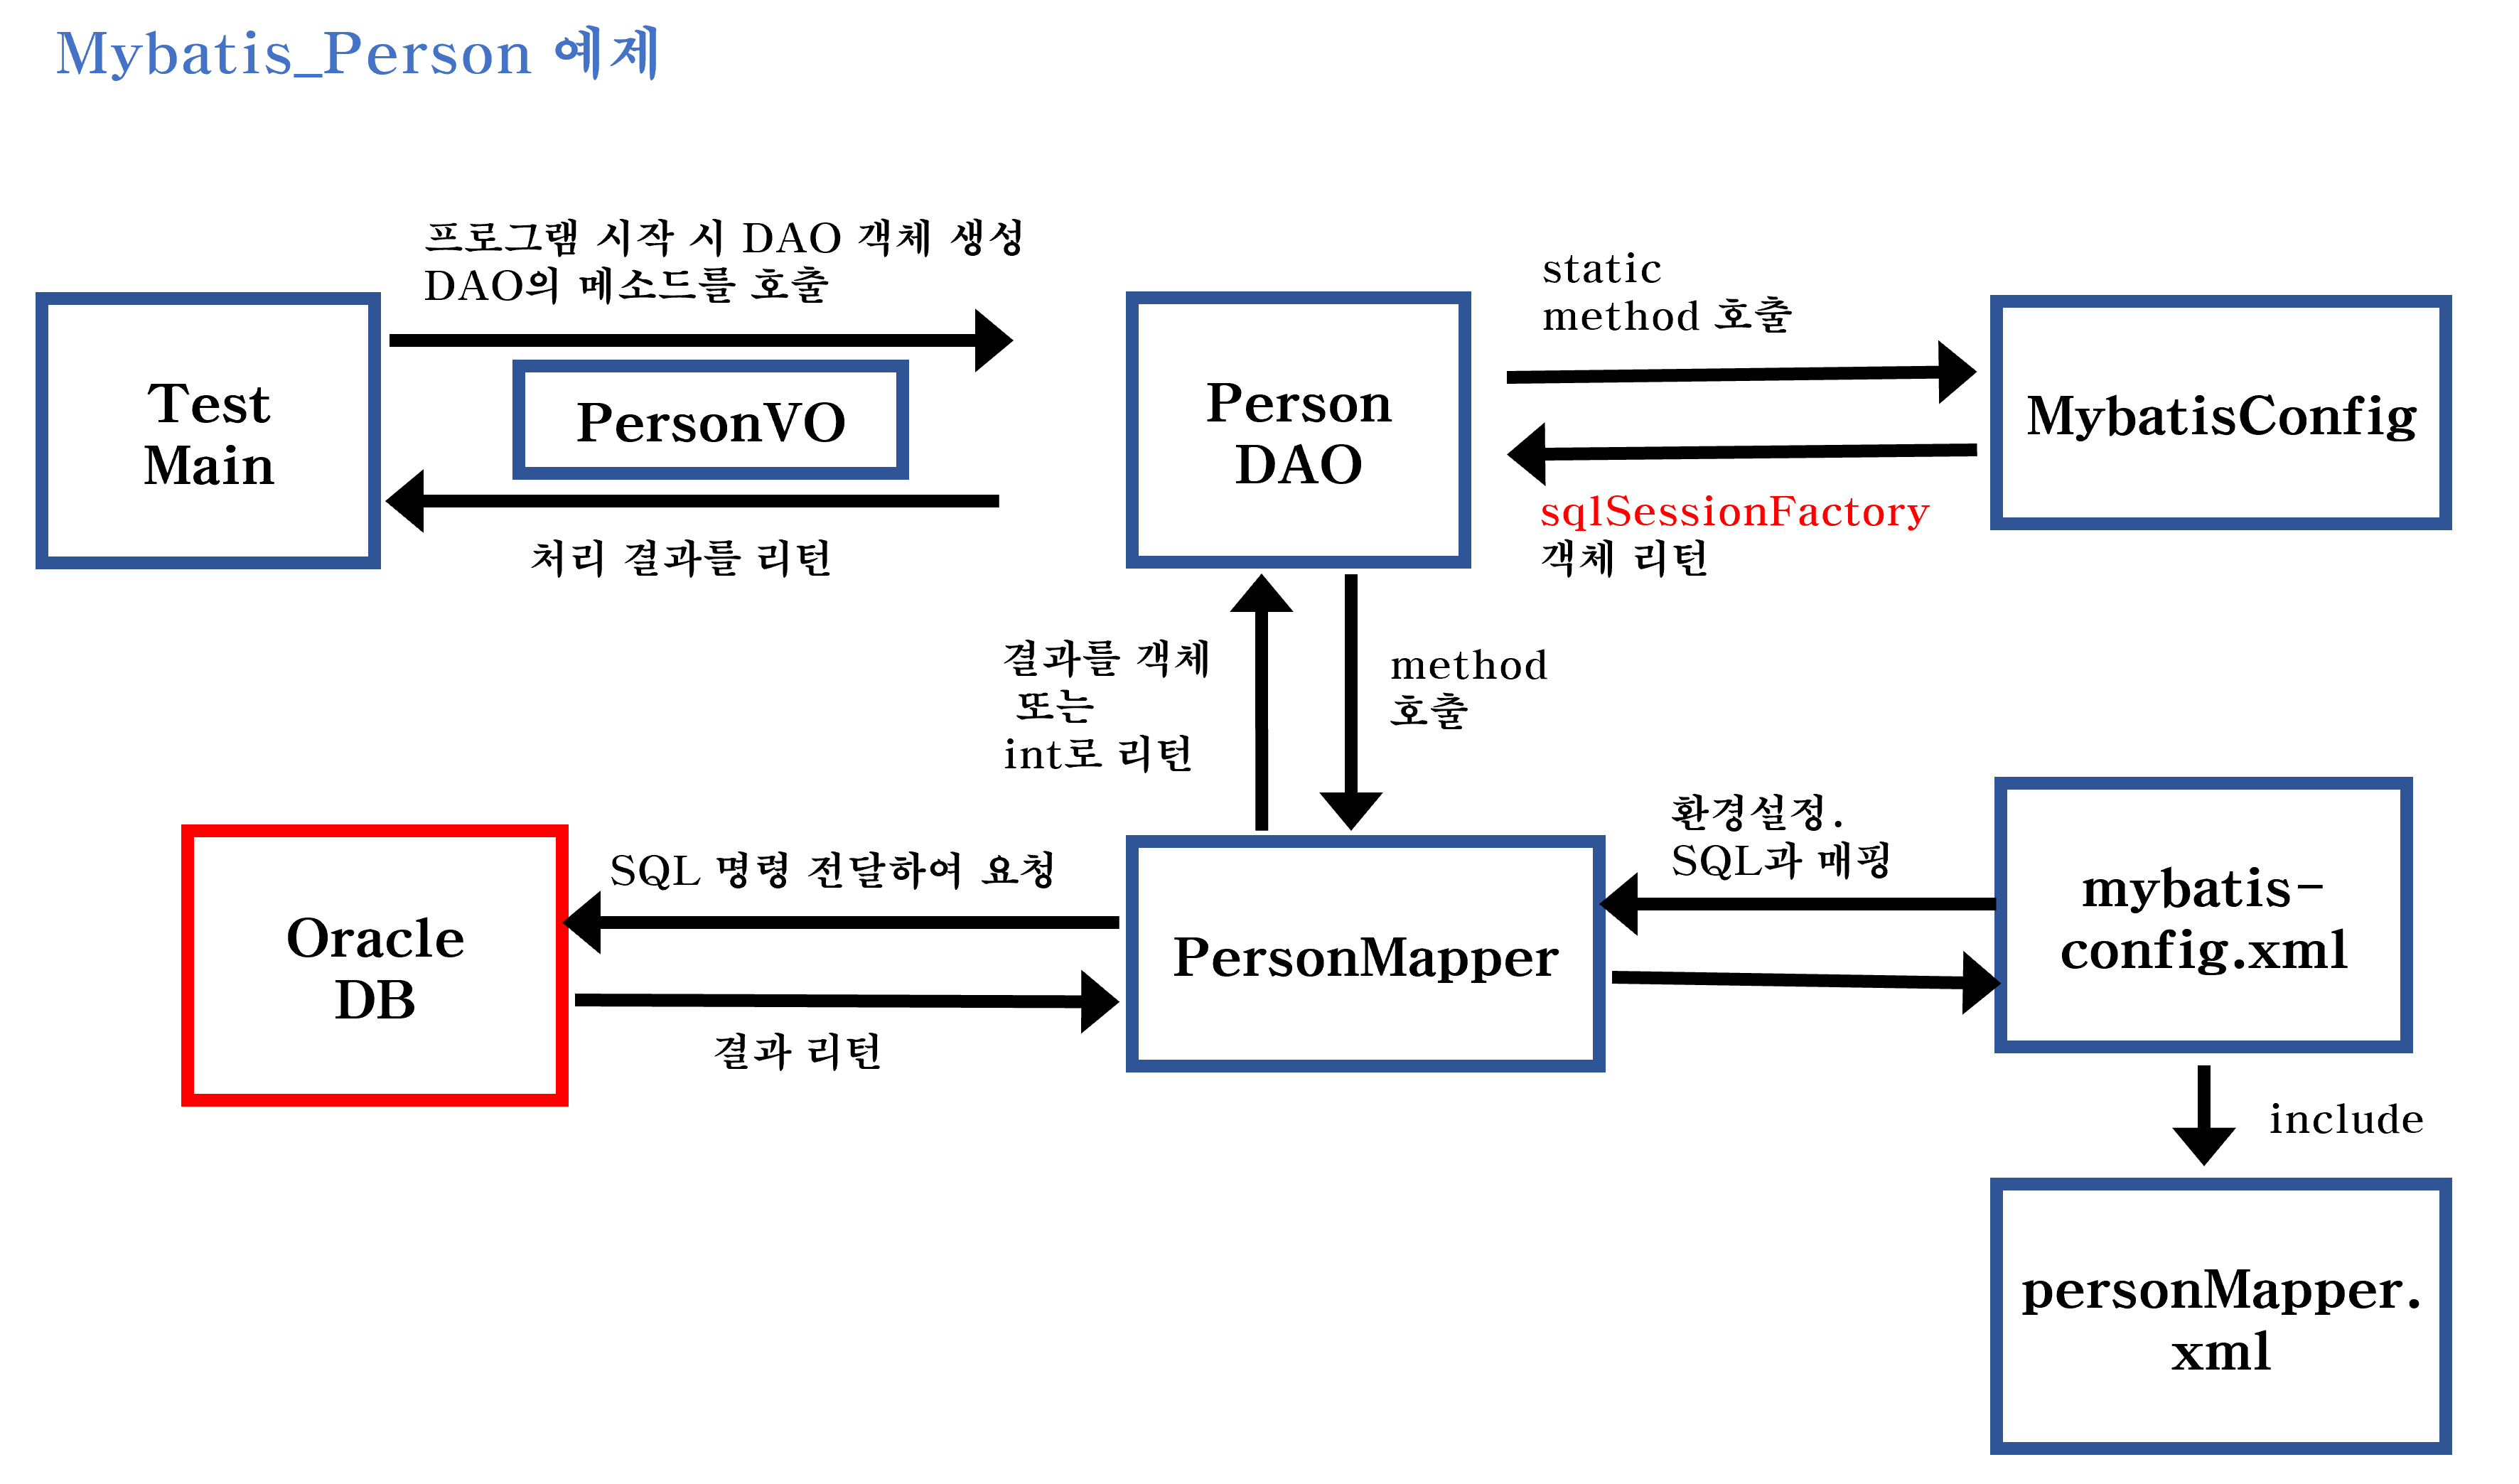 Mybatis_Person 예제
프로그램 시작 시 DAO 객체 생성
DAO의 메소드를 호출
static
method 호출
Test
Main
PersonVO
Person
DAO
MybatisConfig
sqlSessionFactory
객체 리턴
처리 결과를 리턴
결과를 객체
또는
int로 리턴
method
호출
환경설정.
SQL과 매핑
SQL 명령 전달하여 요청
Oracle
DB
PersonMapper
mybatis-
config.xml
결과 리턴
include
personMapper.
xml